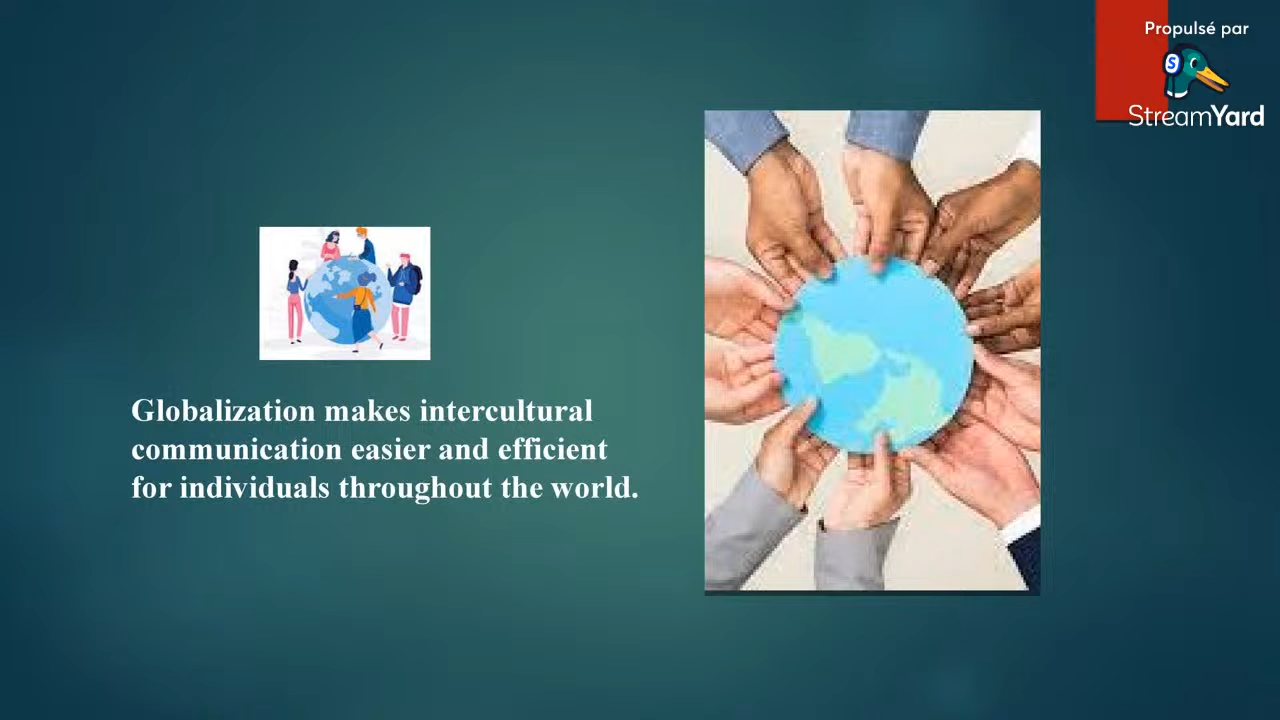 Propulsé par
S
StreamYard
Globalization makes intercultural
communication easier and efficient
for individuals throughout the world.